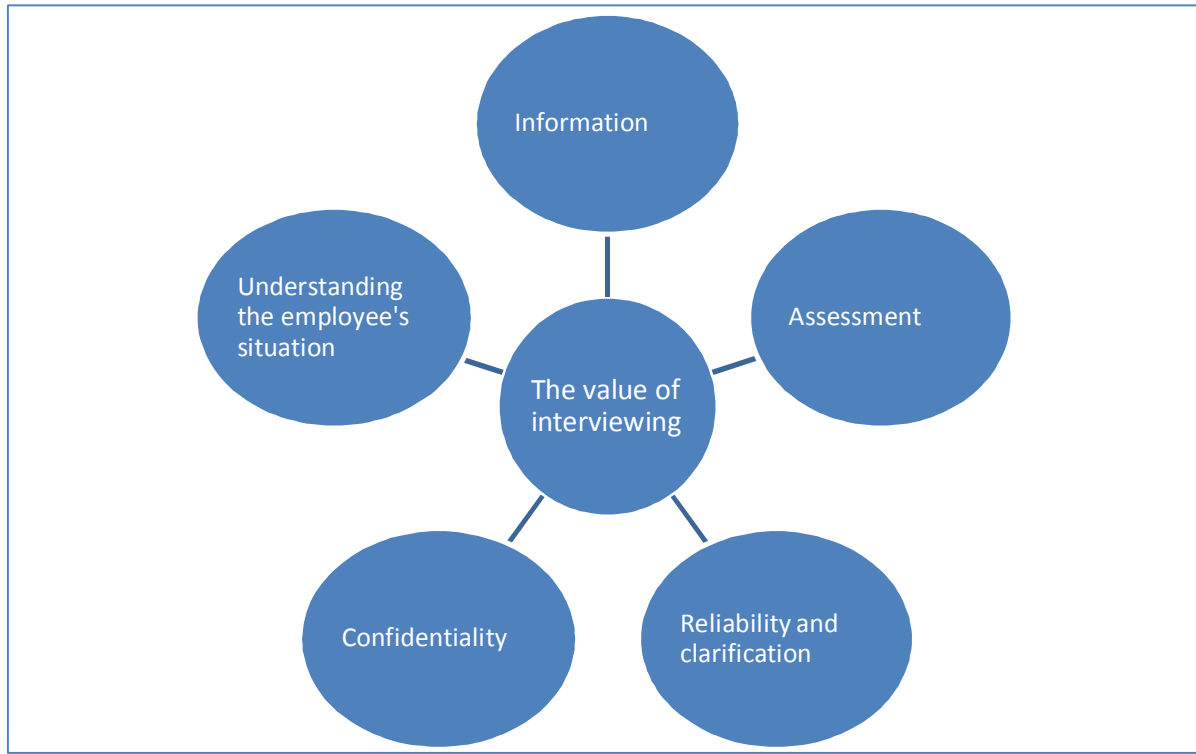 Information
Assessment
Reliability and
clarification
Confidentiality
Understanding
the employee's
situation
The value of
interviewing